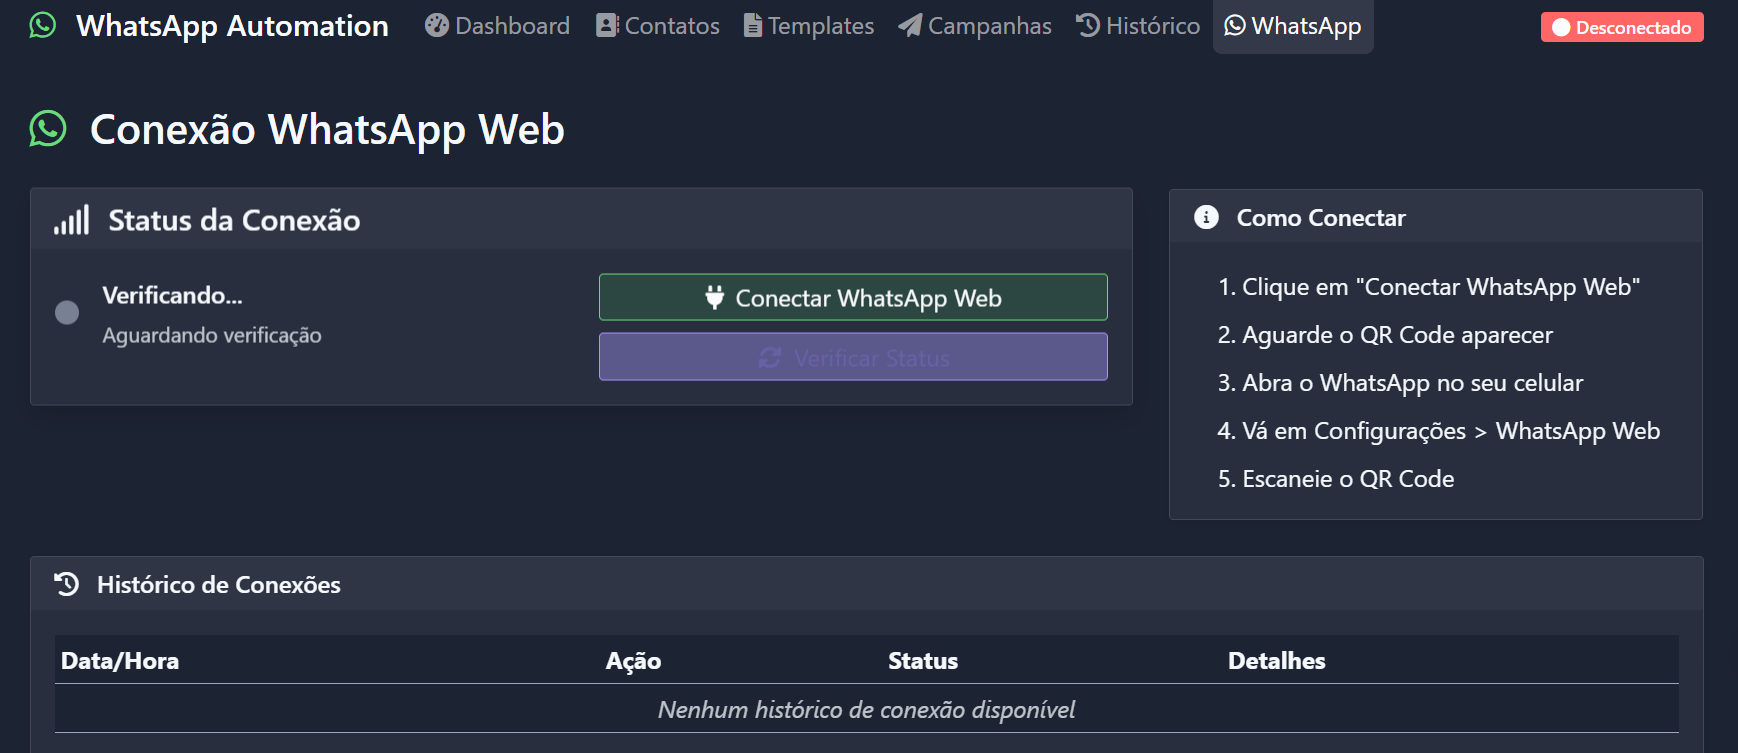 WhatsApp Automation Dashboard Contatos Templates Campanhas Histórico WhatsApp Desconectado
Conexão WhatsApp Web
Status da Conexão
Verificando...
Aguardando verificação
Conectar WhatsApp Web
Verificar Status
Como Conectar
1. Clique em "Conectar WhatsApp Web"
2. Aguarde o QR Code aparecer
3. Abra o WhatsApp no seu celular
4. Vá em Configurações > WhatsApp Web
5. Escaneie o QR Code
Histórico de Conexões
Data/Hora Ação Status Detalhes
Nenhum histórico de conexão disponível